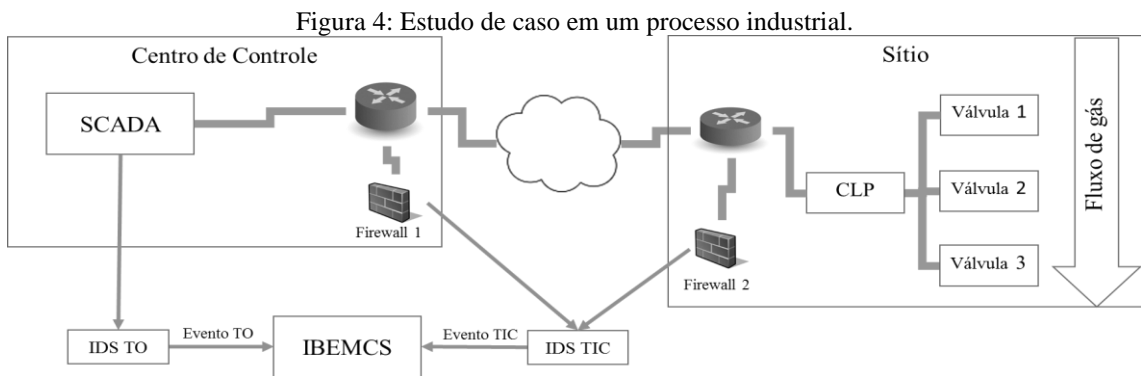 Figura 4: Estudo de caso em um processo industrial.
Centro de Controle
SCADA
Firewall 1
Sítio
CLP
Válvula 1
Válvula 2
Válvula 3
Fluxo de gás
Firewall 2
IDS TO
Evento TO
IBEMCS
Evento TIC
IDS TIC